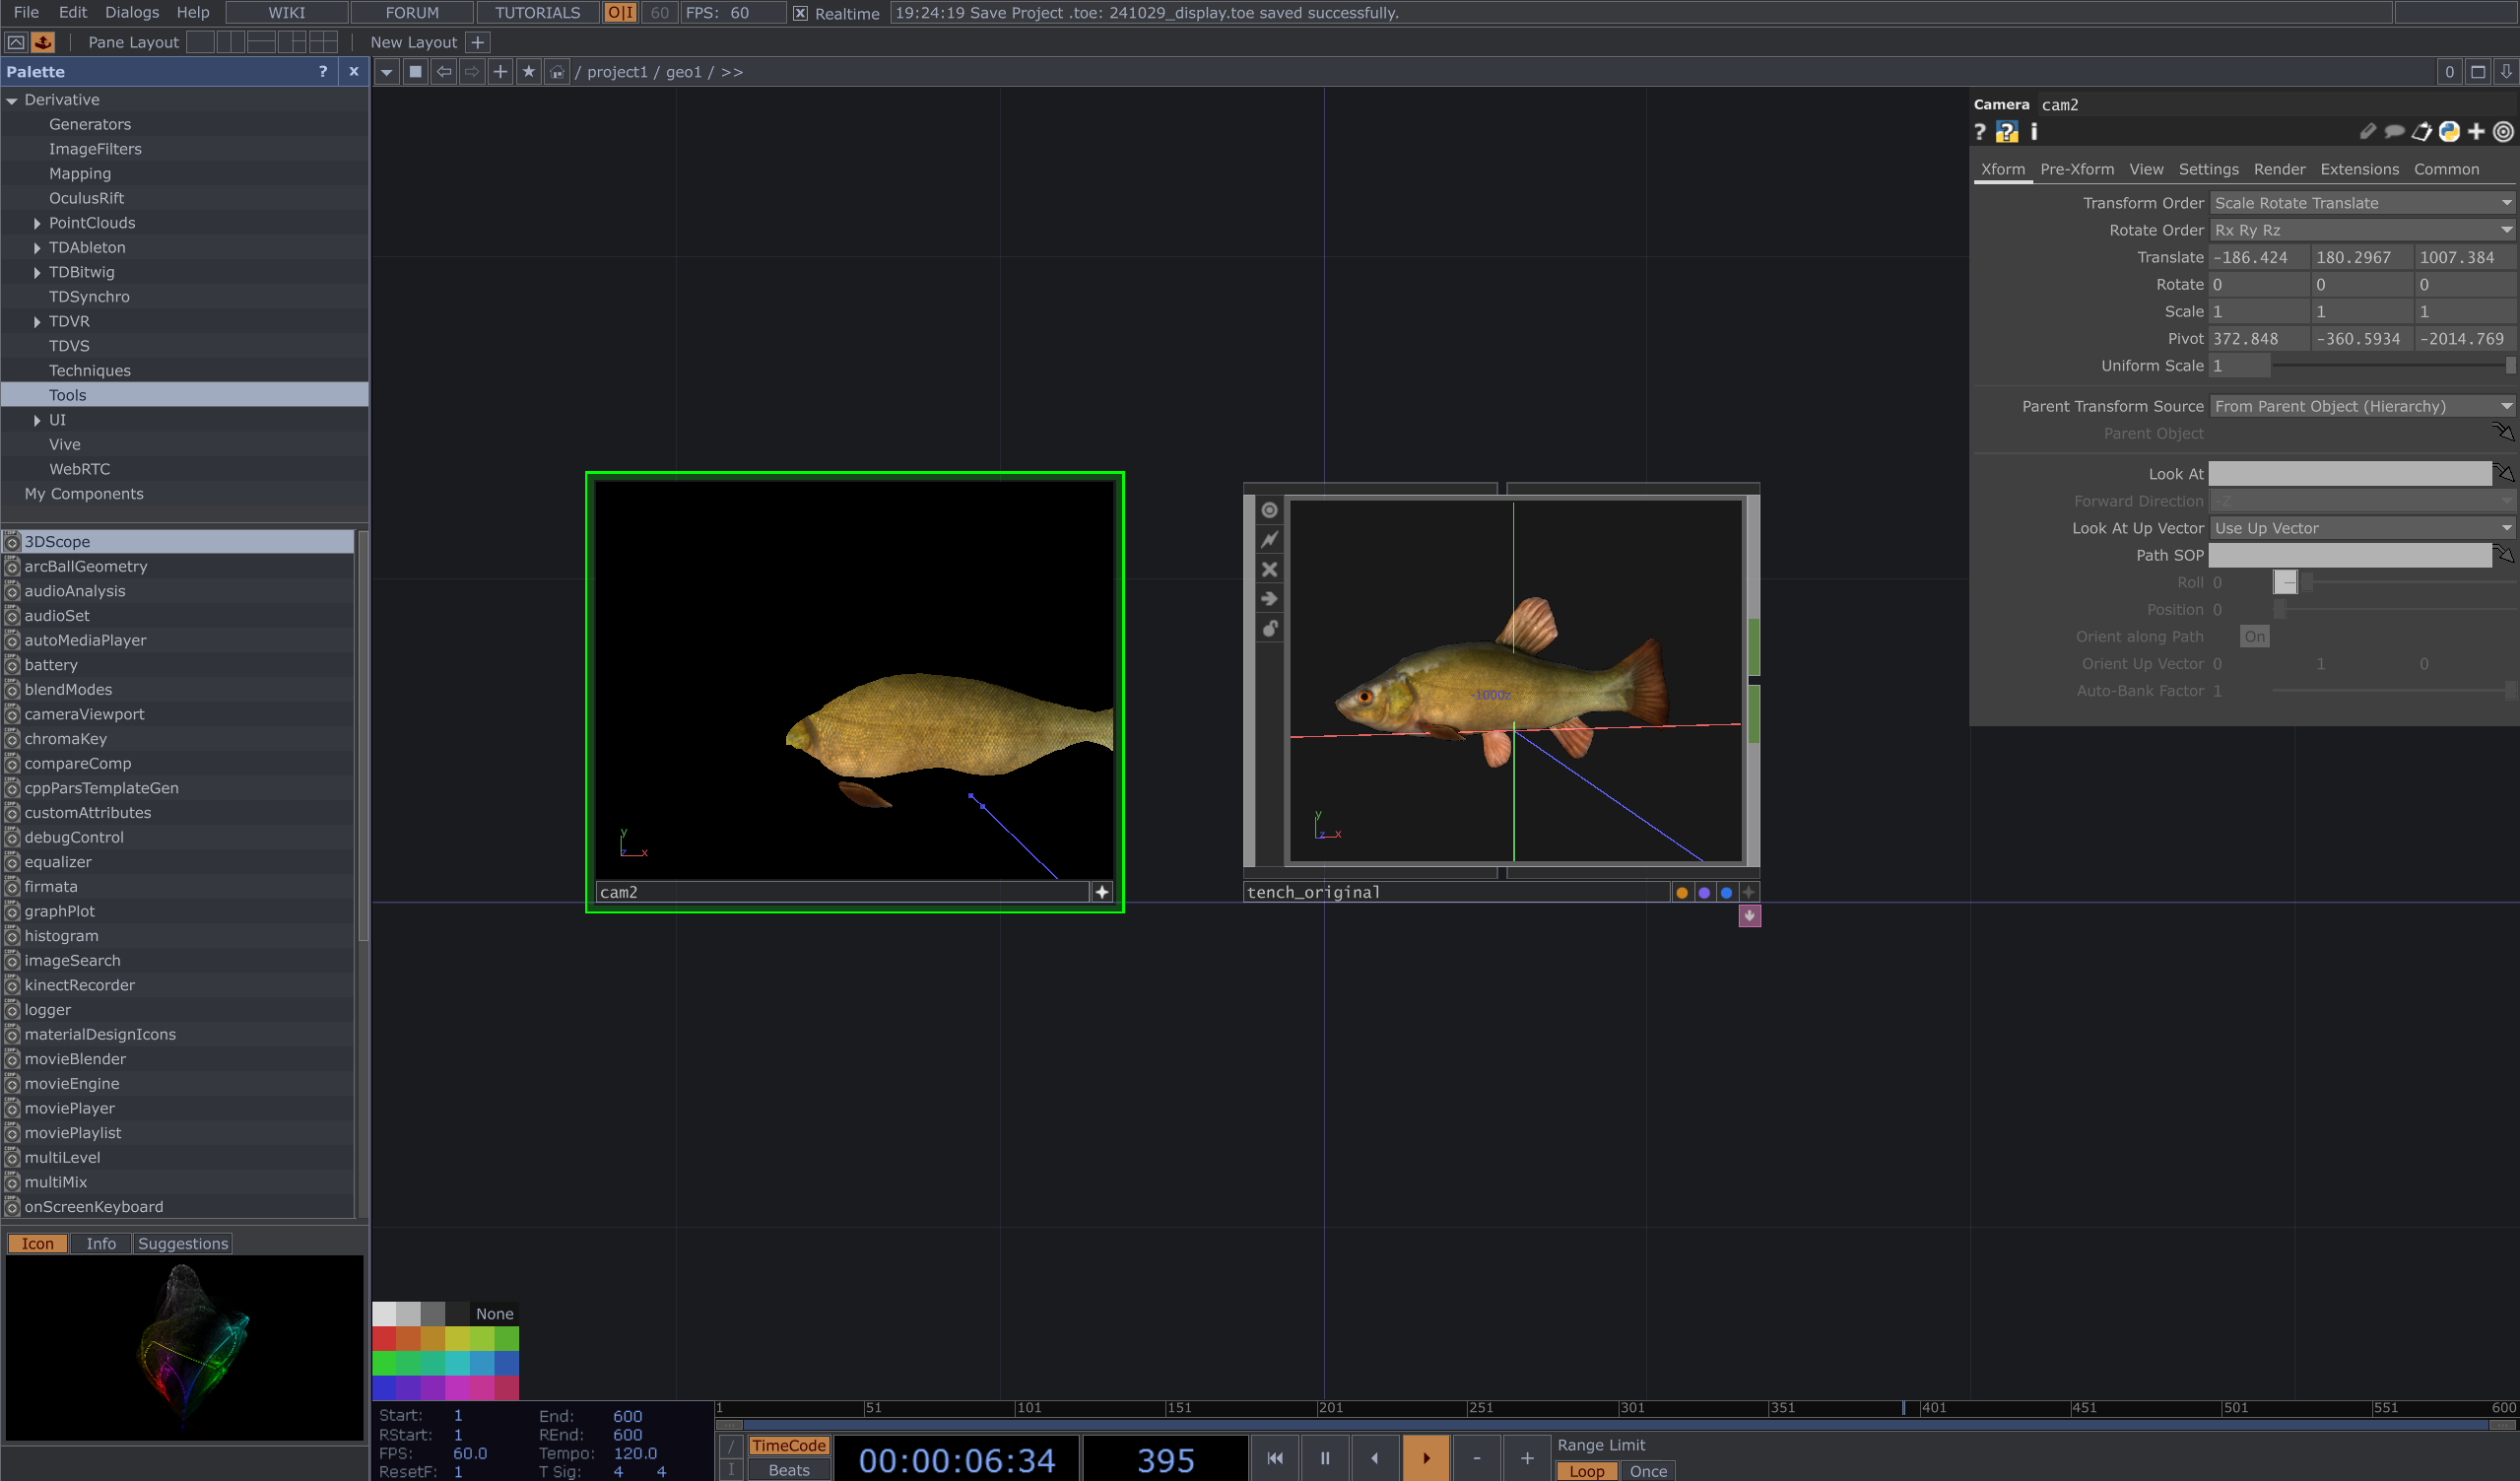 File Edit Dialogs Help WIKI FORUM TUTORIALS O|I 60 FPS: 60 Realtime 19:24:19 Save Project .toe: 241029_display.toe saved successfully.
Pane Layout New Layout
Palette ? x / project1 / geo1 / >> 0
Derivative
Generators
ImageFilters
Mapping
OculusRift
PointClouds
TDAbleton
TDBitwig
TDSynchro
TDVR
TDVS
Techniques
Tools
UI
Vive
WebRTC
My Components
3DScope
arcBallGeometry
audioAnalysis
audioSet
autoMediaPlayer
battery
blendModes
cameraViewport
chromaKey
compareComp
cppParsTemplateGen
customAttributes
debugControl
equalizer
firmata
graphPlot
histogram
imageSearch
kinectRecorder
logger
materialDesignIcons
movieBlender
movieEngine
moviePlayer
moviePlaylist
multiLevel
multiMix
onScreenKeyboard
Icon Info Suggestions
y
z x
cam2
-1000z
y
z x
tench_original
Camera cam2
? ? i
Xform Pre-Xform View Settings Render Extensions Common
Transform Order Scale Rotate Translate
Rotate Order Rx Ry Rz
Translate -186.424 180.2967 1007.384
Rotate 0 0 0
Scale 1 1 1
Pivot 372.848 -360.5934 -2014.769
Uniform Scale 1
Parent Transform Source From Parent Object (Hierarchy)
Parent Object
Look At
Forward Direction -Z
Look At Up Vector Use Up Vector
Path SOP
Roll 0
Position 0
Orient along Path On
Orient Up Vector 0 1 0
Auto-Bank Factor 1
None
Start: 1 End: 600
RStart: 1 REnd: 600
FPS: 60.0 Tempo: 120.0
ResetF: 1 T Sig: 4 4
1 51 101 151 201 251 301 351 401 451 501 551 600
/ TimeCode 00:00:06:34 395 - + Range Limit
I Beats Loop Once